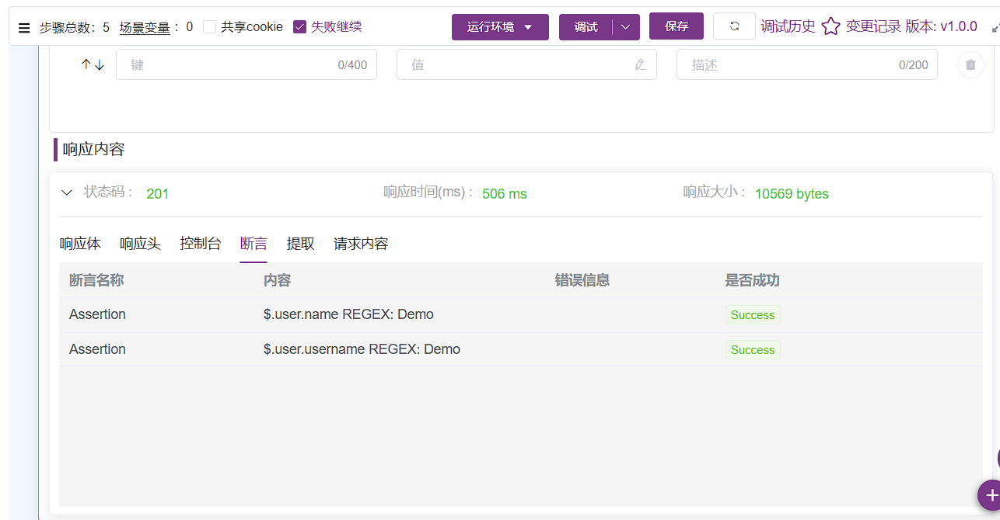 步骤总数: 5 场景变量: 0 共享cookie 失败继续 运行环境 调试 保存 调试历史 变更记录 版本: v1.0.0
键 0/400 值 描述 0/200
响应内容
状态码: 201 响应时间(ms): 506 ms 响应大小: 10569 bytes
响应体 响应头 控制台 断言 提取 请求内容
断言名称 内容 错误信息 是否成功
Assertion $.user.name REGEX: Demo Success
Assertion $.user.username REGEX: Demo Success